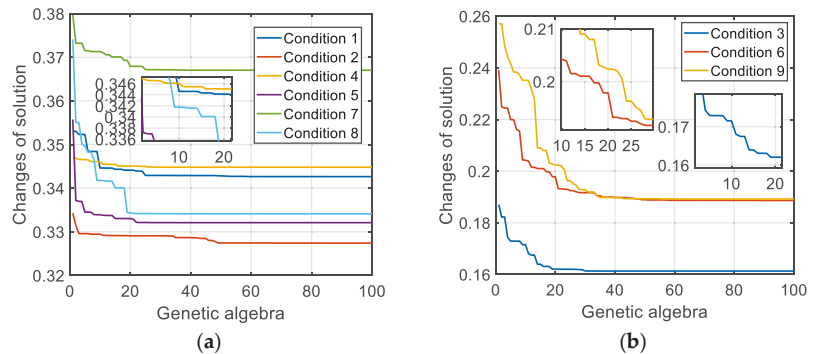 0.38
0.37
0.36
0.35
0.34
0.33
0.32
Changes of solution
0 20 40 60 80 100
Genetic algebra
Condition 1
Condition 2
Condition 4
Condition 5
Condition 7
Condition 8
0.346
0.344
0.342
0.34
0.338
0.336
10 20
(a)
0.26
0.24
0.22
0.2
0.18
0.16
Changes of solution
0 20 40 60 80 100
Genetic algebra
Condition 3
Condition 6
Condition 9
0.21
0.2
10 15 20 25
0.17
0.16
10 20
(b)